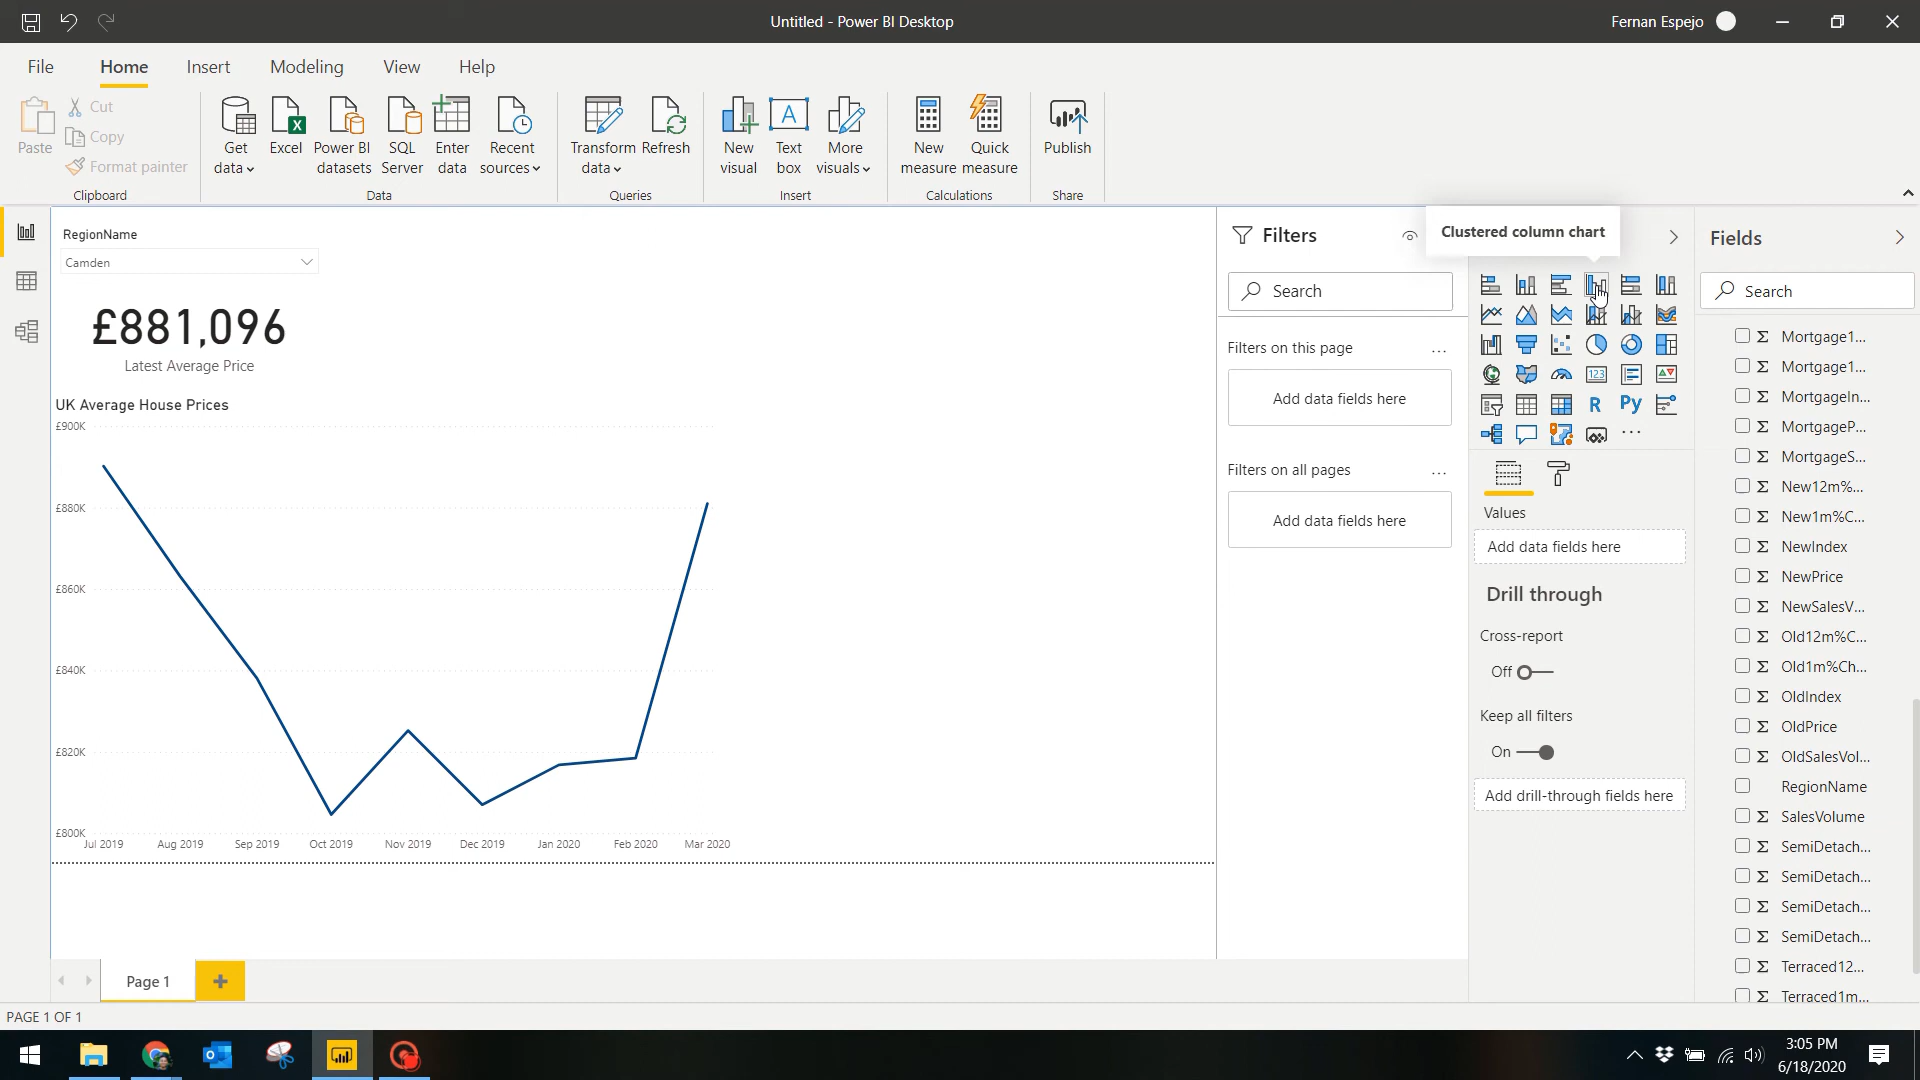 Untitled - Power BI Desktop
Fernan Espejo
File
Home
Insert
Modeling
View
Help
Paste
Cut
Copy
Format painter
Clipboard
Get data
Excel
Power BI datasets
SQL Server
Enter data
Recent sources
Data
Transform data
Refresh
Queries
New visual
Text box
More visuals
Insert
New measure
Quick measure
Calculations
Publish
Share
RegionName
Camden
£881,096
Latest Average Price
UK Average House Prices
£900K
£880K
£860K
£840K
£820K
£800K
Jul 2019
Aug 2019
Sep 2019
Oct 2019
Nov 2019
Dec 2019
Jan 2020
Feb 2020
Mar 2020
Filters
Search
Filters on this page
...
Add data fields here
Filters on all pages
...
Add data fields here
Clustered column chart
123
R
Py
...
Values
Add data fields here
Drill through
Cross-report
Off
Keep all filters
On
Add drill-through fields here
Fields
Search
Σ Mortgage1...
Σ Mortgage1...
Σ MortgageIn...
Σ MortgageP...
Σ MortgageS...
Σ New12m%...
Σ New1m%C...
Σ NewIndex
Σ NewPrice
Σ NewSalesV...
Σ Old12m%C...
Σ Old1m%Ch...
Σ OldIndex
Σ OldPrice
Σ OldSalesVol...
RegionName
Σ SalesVolume
Σ SemiDetach...
Σ SemiDetach...
Σ SemiDetach...
Σ SemiDetach...
Σ Terraced12...
Σ Terraced1m...
Page 1
PAGE 1 OF 1
3:05 PM
6/18/2020